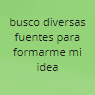 busco diversas
fuentes para
formarme mi
idea